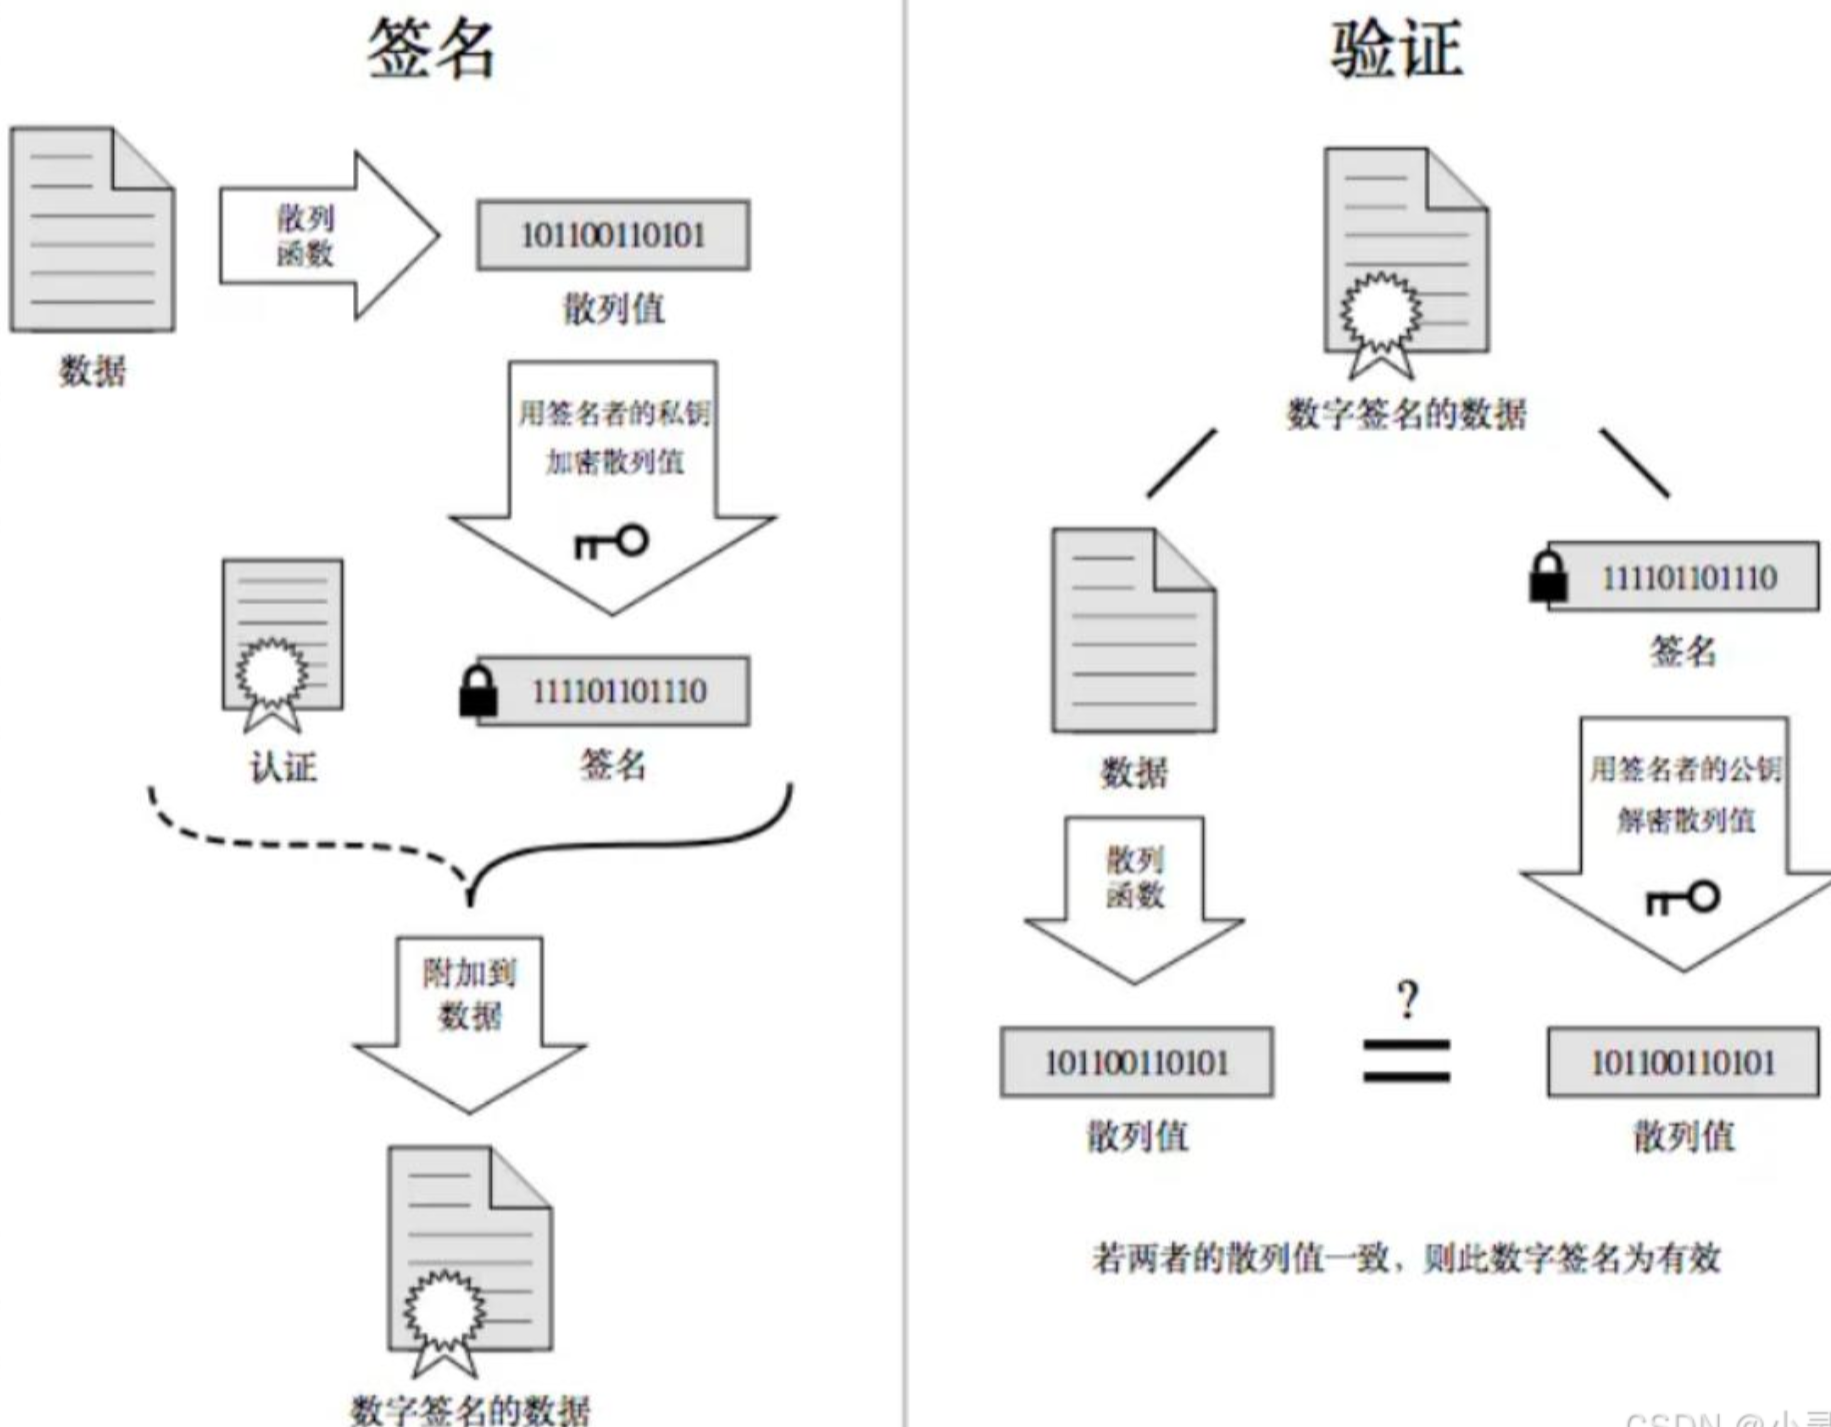 签名
数据
散列
函数
101100110101
散列值
用签名者的私钥
加密散列值
认证
111101101110
签名
附加到
数据
数字签名的数据
验证
数字签名的数据
数据
111101101110
签名
散列
函数
用签名者的公钥
解密散列值
101100110101
散列值
?
101100110101
散列值
若两者的散列值一致，则此数字签名为有效
CSDN @小灵